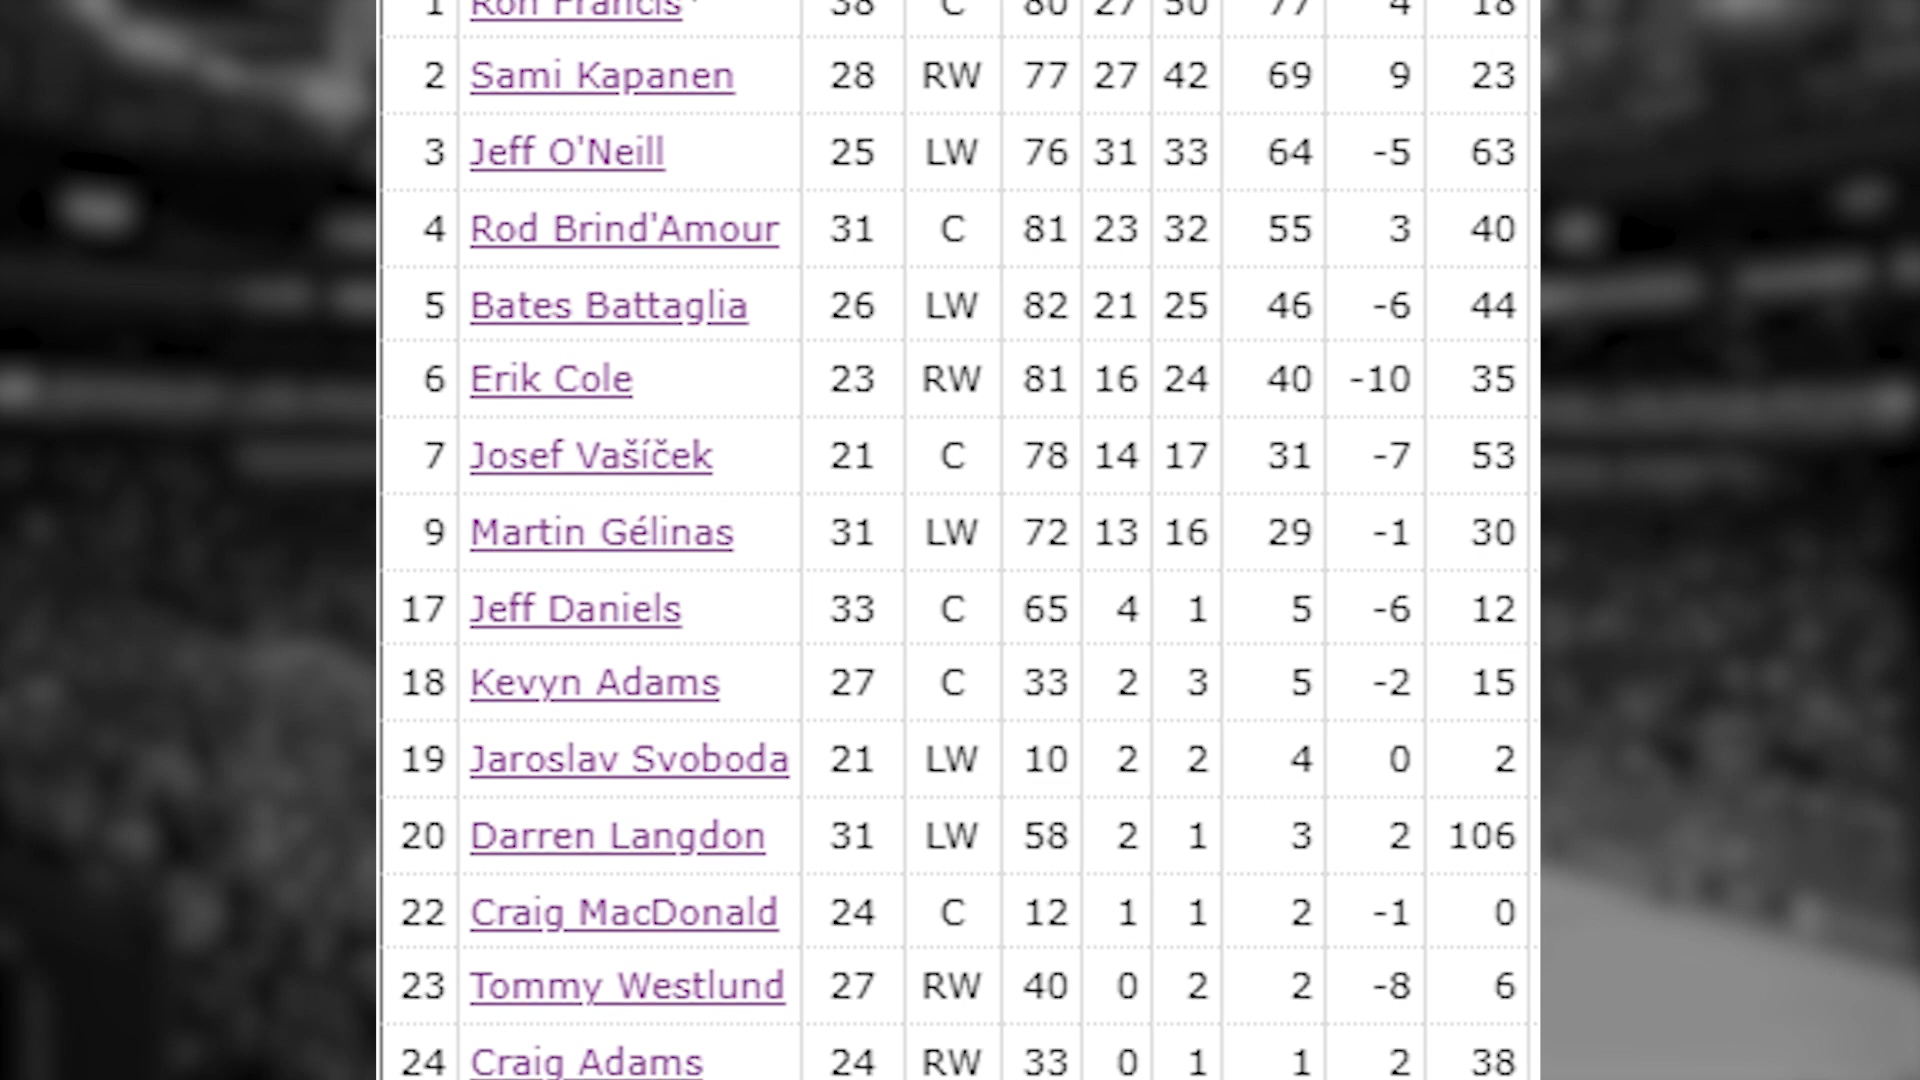 1 Ron Francis* 38 C 80 27 50 77 4 18
2 Sami Kapanen 28 RW 77 27 42 69 9 23
3 Jeff O'Neill 25 LW 76 31 33 64 -5 63
4 Rod Brind'Amour 31 C 81 23 32 55 3 40
5 Bates Battaglia 26 LW 82 21 25 46 -6 44
6 Erik Cole 23 RW 81 16 24 40 -10 35
7 Josef Vašíček 21 C 78 14 17 31 -7 53
9 Martin Gélinas 31 LW 72 13 16 29 -1 30
17 Jeff Daniels 33 C 65 4 1 5 -6 12
18 Kevyn Adams 27 C 33 2 3 5 -2 15
19 Jaroslav Svoboda 21 LW 10 2 2 4 0 2
20 Darren Langdon 31 LW 58 2 1 3 2 106
22 Craig MacDonald 24 C 12 1 1 2 -1 0
23 Tommy Westlund 27 RW 40 0 2 2 -8 6
24 Craig Adams 24 RW 33 0 1 1 2 38